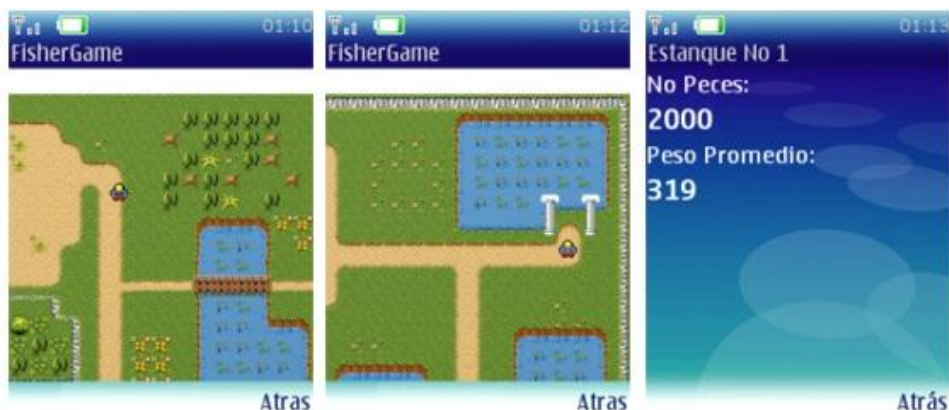 01:10
FisherGame
Atras
01:12
FisherGame
Atras
01:13
Estanque No 1
No Peces:
2000
Peso Promedio:
319
Atrás